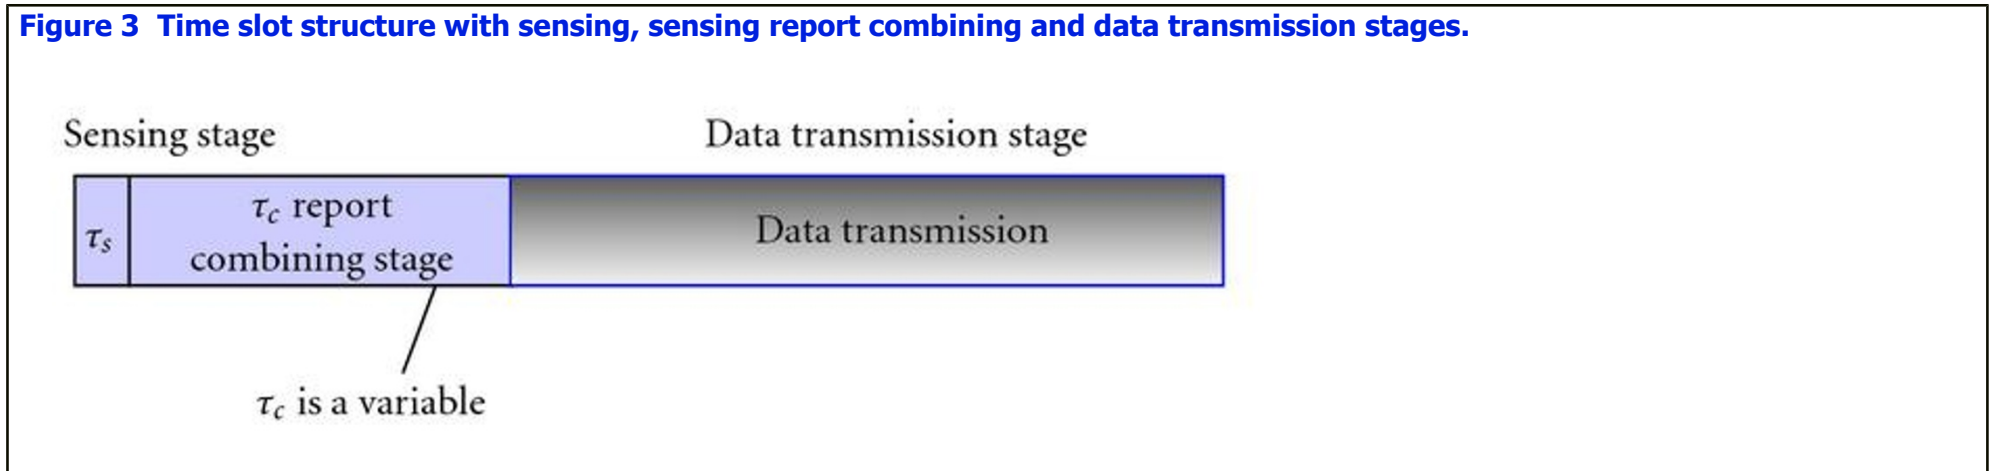 Figure 3 Time slot structure with sensing, sensing report combining and data transmission stages.
Sensing stage
Data transmission stage
τs
τc report
combining stage
Data transmission
τc is a variable